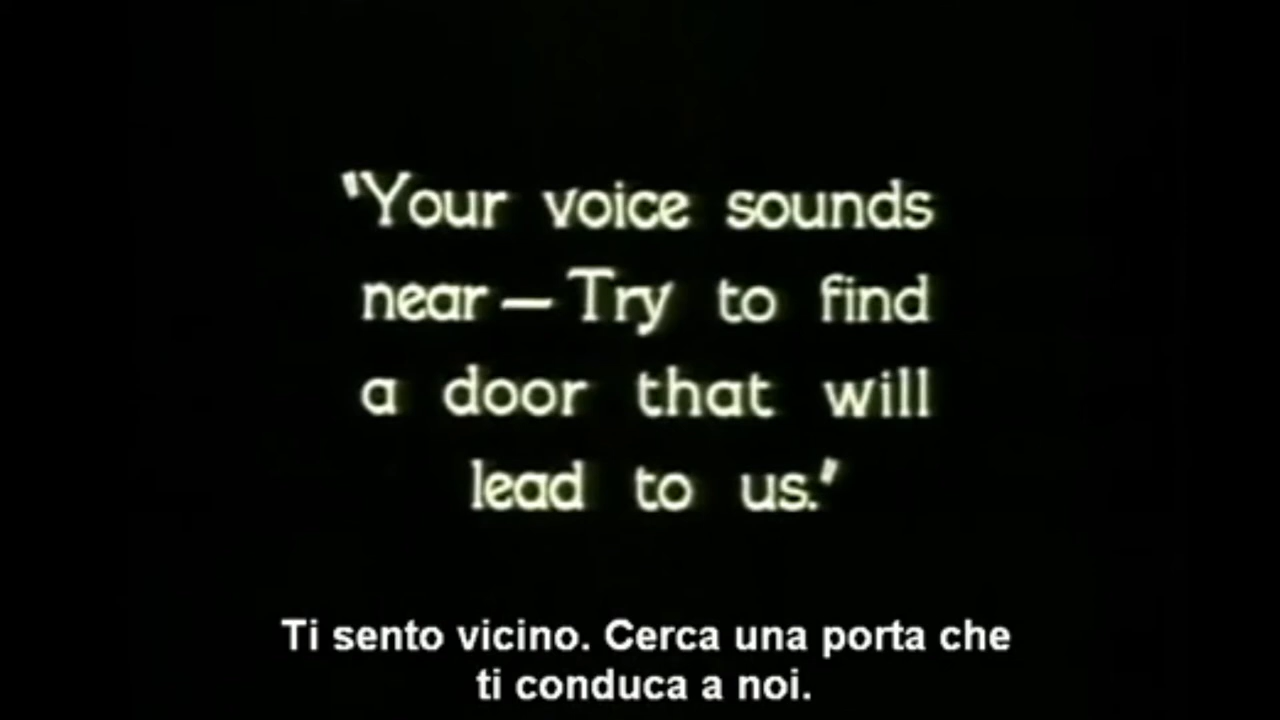 "Your voice sounds
near — Try to find
a door that will
lead to us."
Ti sento vicino. Cerca una porta che
ti conduca a noi.